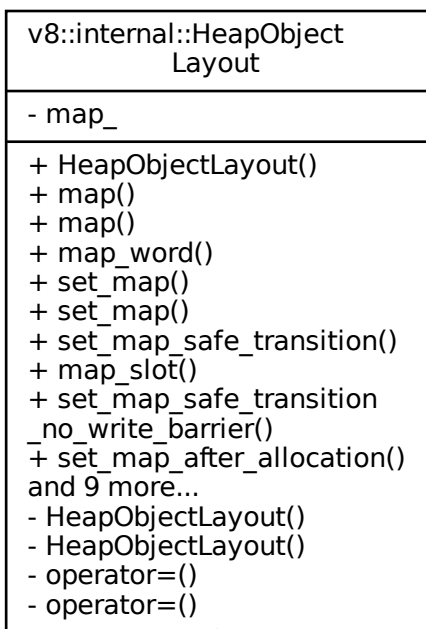 v8::internal::HeapObject
Layout
- map_
+ HeapObjectLayout()
+ map()
+ map()
+ map_word()
+ set_map()
+ set_map()
+ set_map_safe_transition()
+ map_slot()
+ set_map_safe_transition
_no_write_barrier()
+ set_map_after_allocation()
and 9 more...
- HeapObjectLayout()
- HeapObjectLayout()
- operator=()
- operator=()